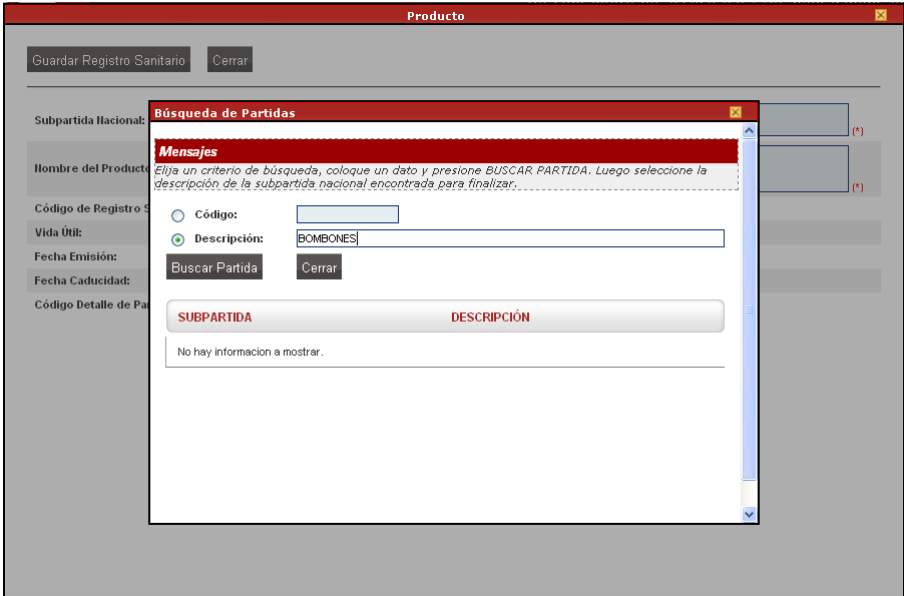 Producto
Guardar Registro Sanitario Cerrar
Subpartida Nacional:
(*)
Nombre del Producto
(*)
Código de Registro S
Vida Útil:
Fecha Emisión:
Fecha Caducidad:
Código Detalle de Par
Búsqueda de Partidas
Mensajes
Elija un criterio de búsqueda, coloque un dato y presione BUSCAR PARTIDA. Luego seleccione la
descripción de la subpartida nacional encontrada para finalizar.
Código:
Descripción: BOMBONES
Buscar Partida Cerrar
SUBPARTIDA DESCRIPCIÓN
No hay informacion a mostrar.